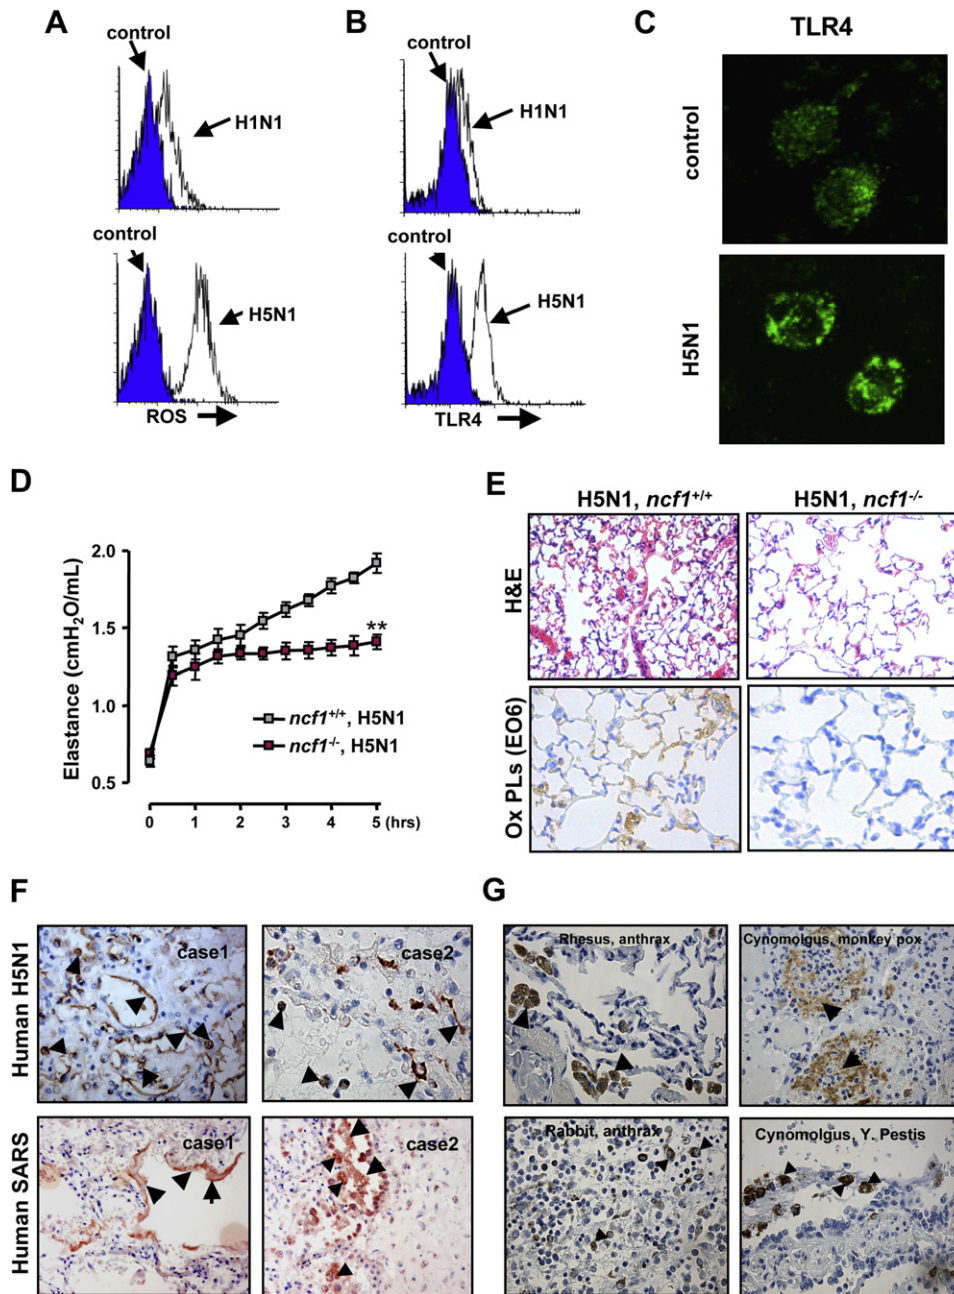 A
control
H1N1
control
H5N1
ROS
B
control
H1N1
control
H5N1
TLR4
C
TLR4
control
H5N1
D
Elastance (cmH₂O/mL)
2.0
1.5
1.0
0.5
**
ncf1+/+, H5N1
ncf1-/-, H5N1
0 1 2 3 4 5 (hrs)
E
H5N1, ncf1+/+
H5N1, ncf1-/-
H&E
Ox PLs (EO6)
F
Human H5N1
case1
case2
Human SARS
case1
case2
G
Rhesus, anthrax
Cynomolgus, monkey pox
Rabbit, anthrax
Cynomolgus, Y. Pestis